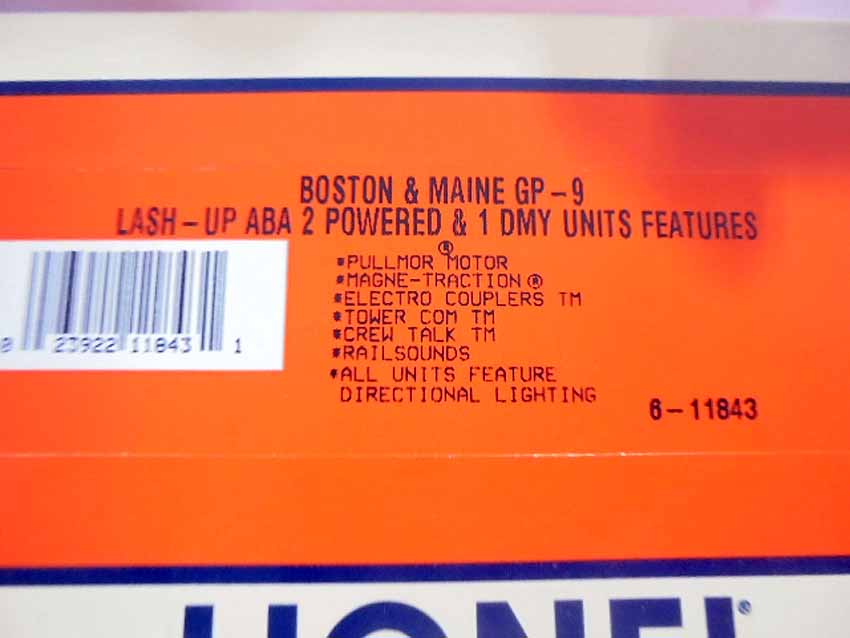 BOSTON & MAINE GP-9
LASH-UP ABA 2 POWERED & 1 DMY UNITS FEATURES
*PULLMOR® MOTOR
*MAGNE-TRACTION®
*ELECTRO COUPLERS TM
*TOWER COM TM
*CREW TALK TM
*RAILSOUNDS
*ALL UNITS FEATURE
DIRECTIONAL LIGHTING
0 23922 11843 1
6-11843
LIONEL®